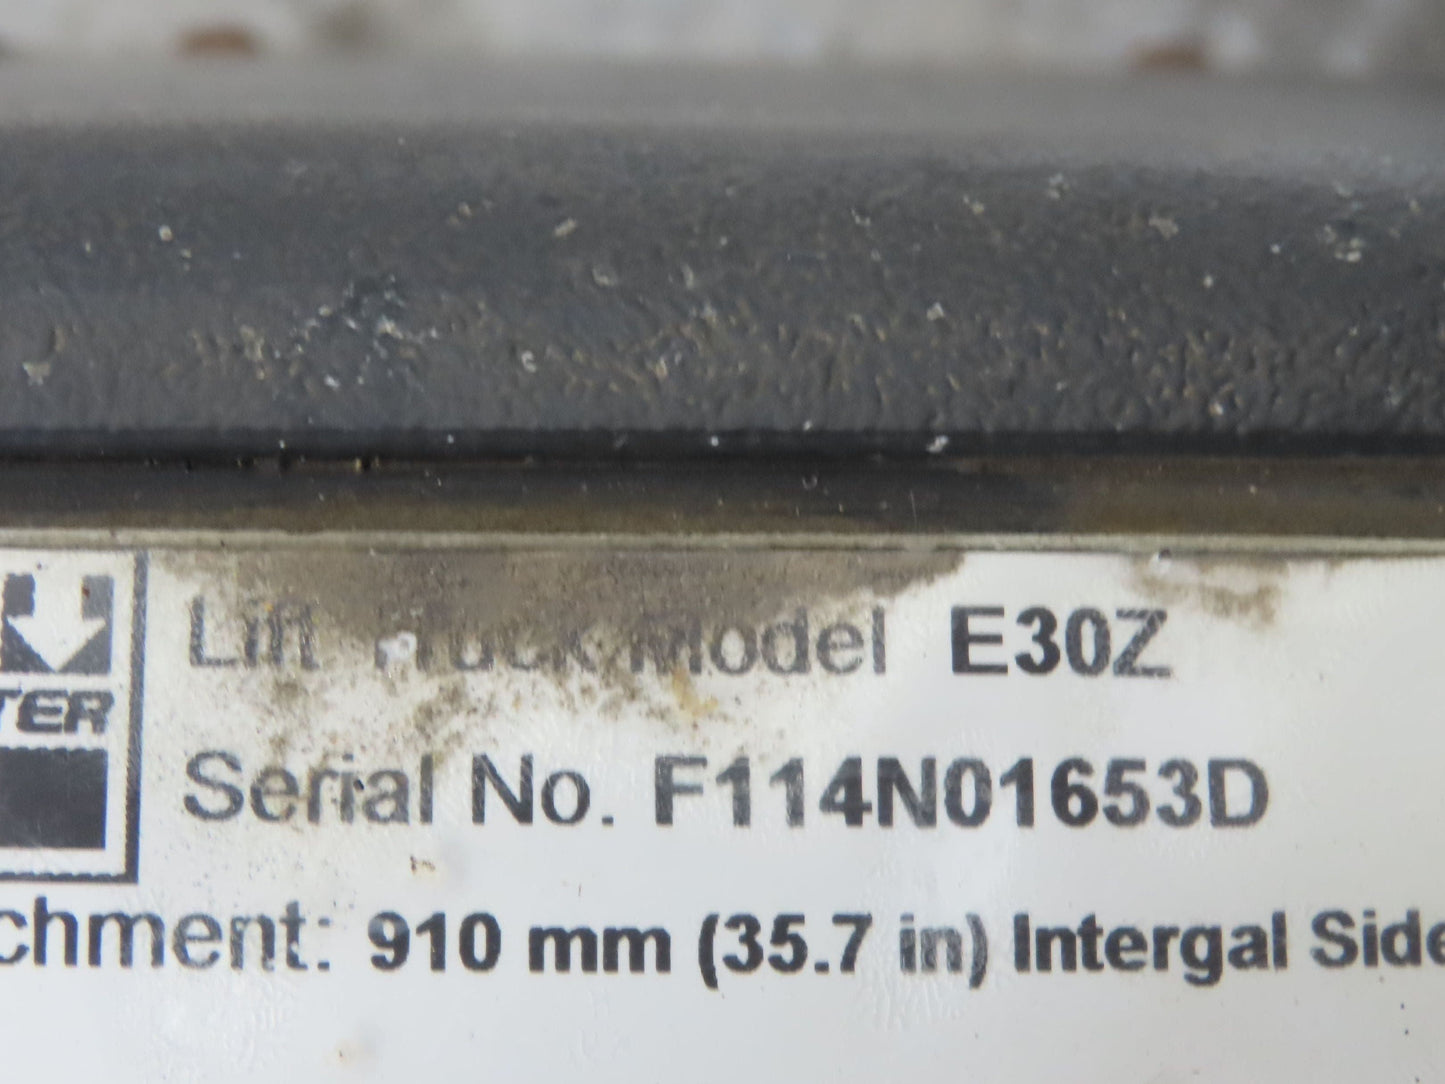 Lift Truck Model E30Z
TER
Serial No. F114N01653D
chment: 910 mm (35.7 in) Intergal Side